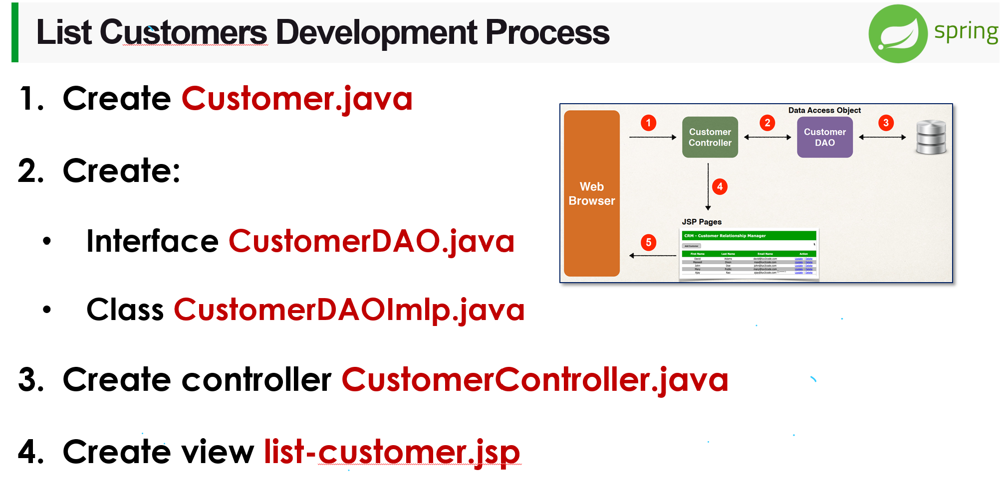 List Customers Development Process
spring
1. Create Customer.java
2. Create:
• Interface CustomerDAO.java
• Class CustomerDAOImlp.java
3. Create controller CustomerController.java
4. Create view list-customer.jsp
Data Access Object
1
2
3
Customer
Controller
Customer
DAO
Web
Browser
4
JSP Pages
5
CRM - Customer Relationship Manager
Add Customer
First Name Last Name Email Name Action
David Adams david@luv2code.com Update | Delete
Maxwell Dixon max@luv2code.com Update | Delete
John Doe john@luv2code.com Update | Delete
Mary Public mary@luv2code.com Update | Delete
Ajay Rao ajay@luv2code.com Update | Delete